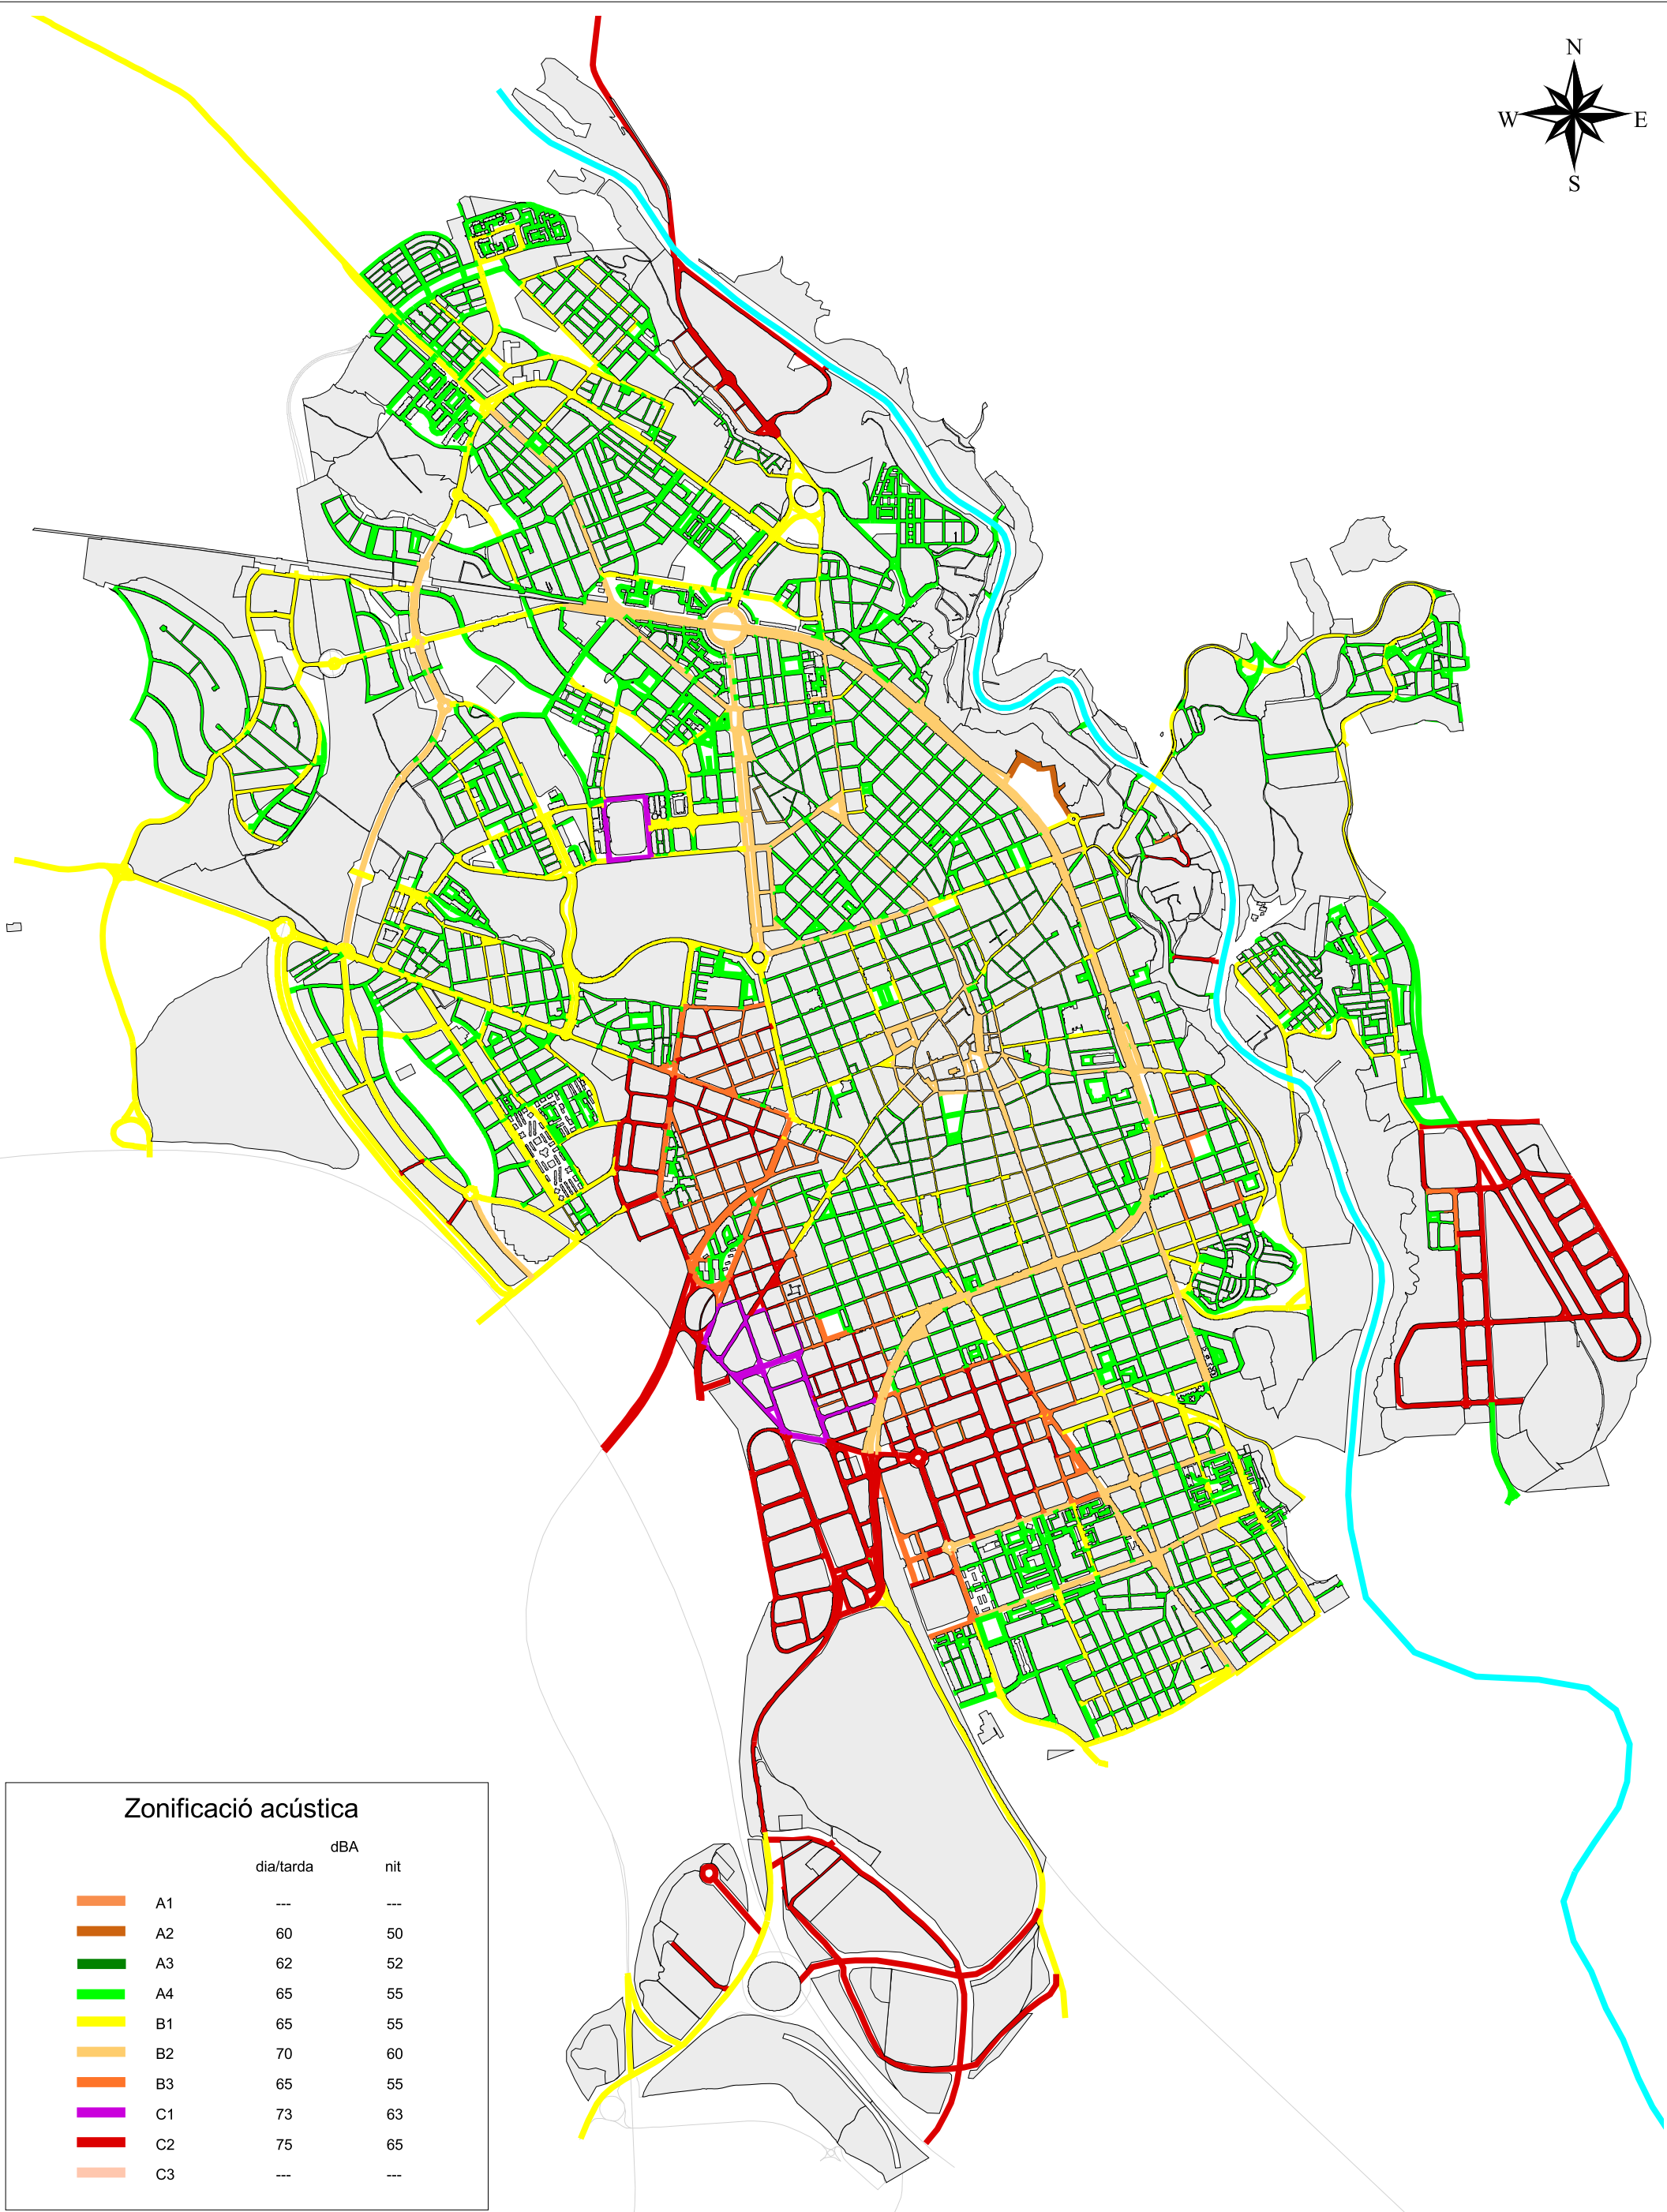 N
W E
S
Zonificació acústica
dBA
dia/tarda nit
A1 --- ---
A2 60 50
A3 62 52
A4 65 55
B1 65 55
B2 70 60
B3 65 55
C1 73 63
C2 75 65
C3 --- ---